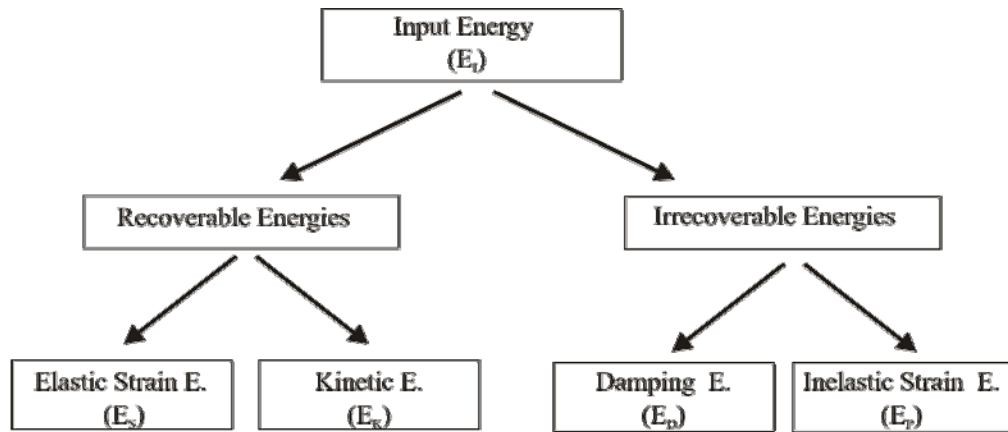 Input Energy
(E_I)
Recoverable Energies
Irrecoverable Energies
Elastic Strain E.
(E_S)
Kinetic E.
(E_K)
Damping E.
(E_D)
Inelastic Strain E.
(E_P)